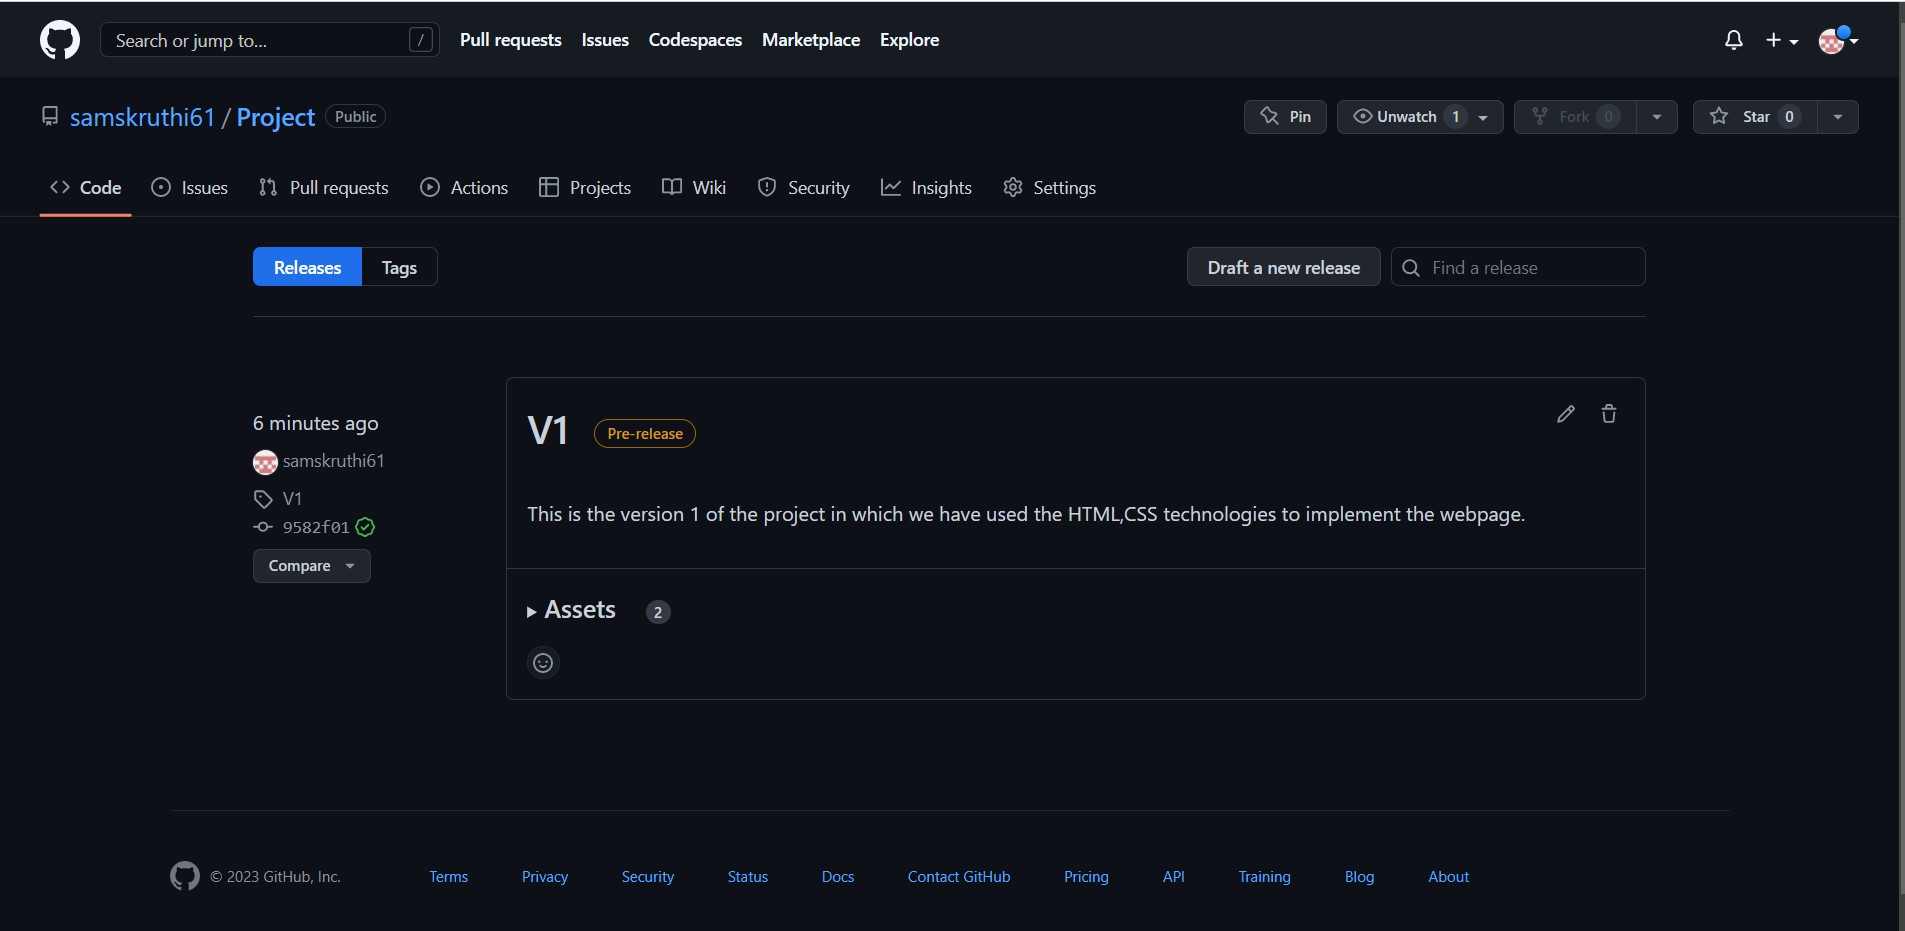 Search or jump to... / Pull requests Issues Codespaces Marketplace Explore
samskruthi61 / Project Public Pin Unwatch 1 Fork 0 Star 0
Code Issues Pull requests Actions Projects Wiki Security Insights Settings
Releases Tags Draft a new release Find a release
6 minutes ago
samskruthi61
V1
9582f01
Compare
V1 Pre-release
This is the version 1 of the project in which we have used the HTML,CSS technologies to implement the webpage.
Assets 2
© 2023 GitHub, Inc. Terms Privacy Security Status Docs Contact GitHub Pricing API Training Blog About